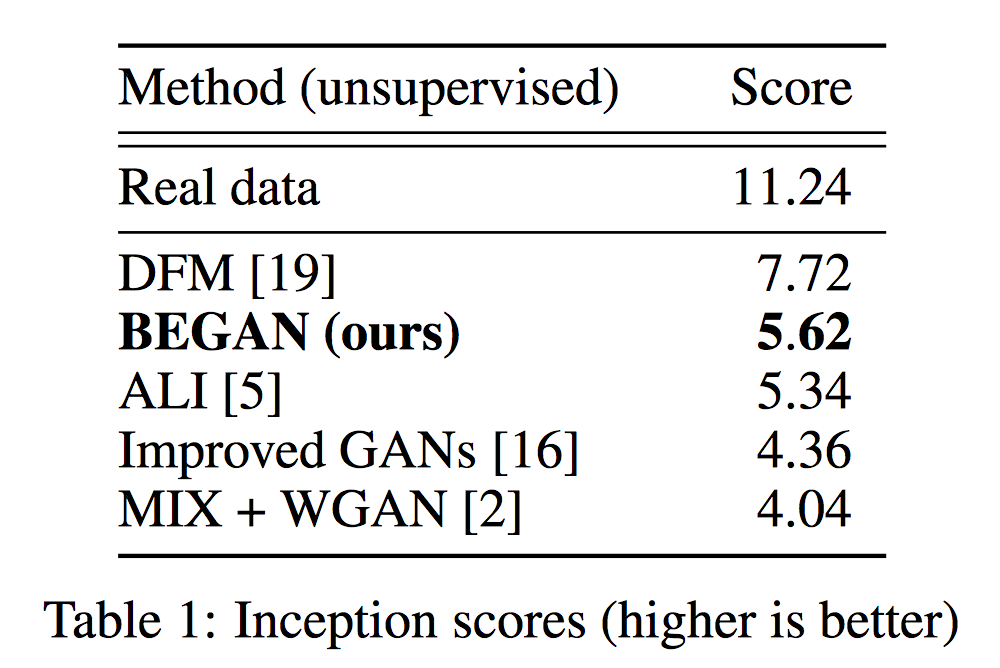 Method (unsupervised) Score
Real data 11.24
DFM [19] 7.72
BEGAN (ours) 5.62
ALI [5] 5.34
Improved GANs [16] 4.36
MIX + WGAN [2] 4.04
Table 1: Inception scores (higher is better)